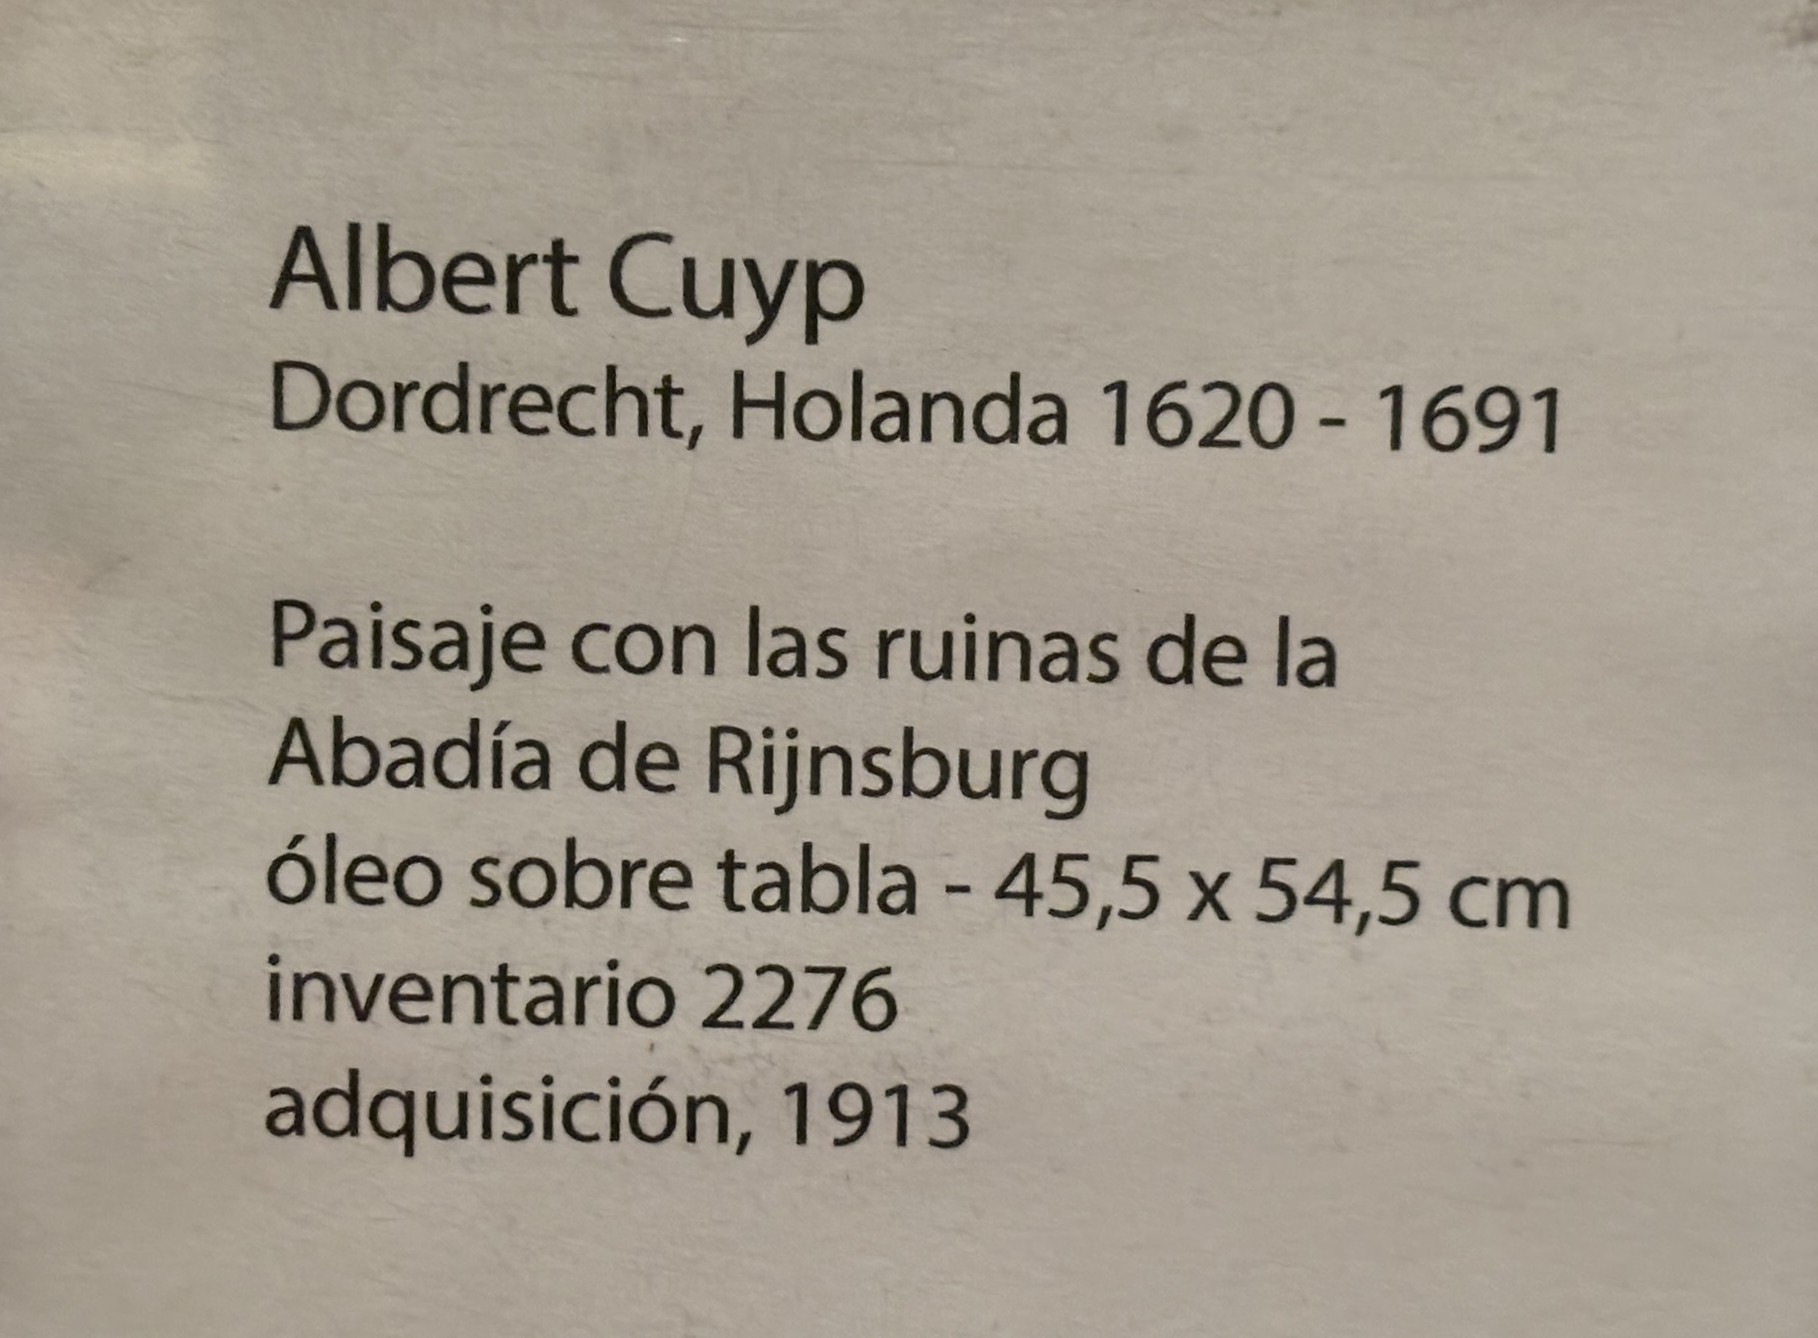 Albert Cuyp
Dordrecht, Holanda 1620 - 1691
Paisaje con las ruinas de la
Abadía de Rijnsburg
óleo sobre tabla - 45,5 x 54,5 cm
inventario 2276
adquisición, 1913